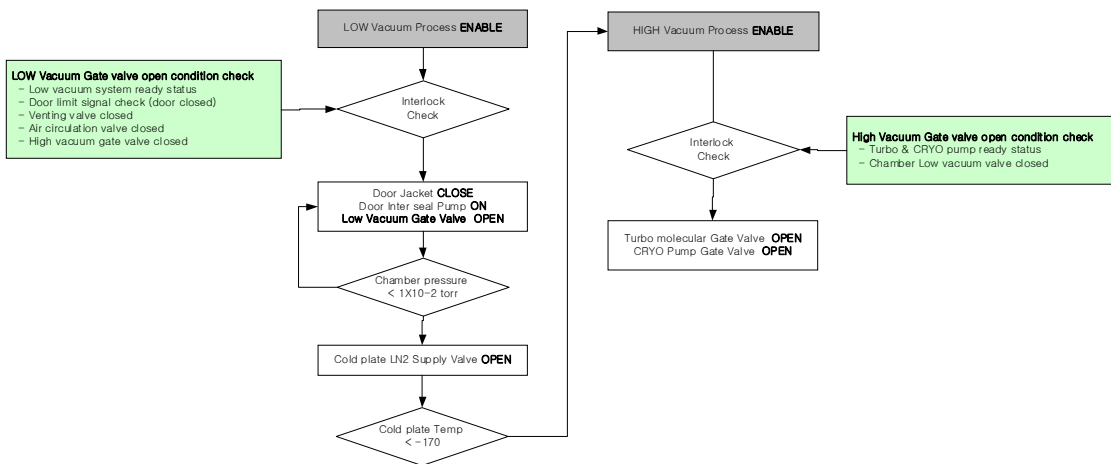 LOW Vacuum Process ENABLE
LOW Vacuum Gate valve open condition check
- Low vacuum system ready status
- Door limit signal check (door closed)
- Venting valve closed
- Air circulation valve closed
- High vacuum gate valve closed
Interlock
Check
Door Jacket CLOSE
Door Inter seal Pump ON
Low Vacuum Gate Valve OPEN
Chamber pressure
< 1X10-2 torr
Cold plate LN2 Supply Valve OPEN
Cold plate Temp
< -170
HIGH Vacuum Process ENABLE
Interlock
Check
High Vacuum Gate valve open condition check
- Turbo & CRYO pump ready status
- Chamber Low vacuum valve closed
Turbo molecular Gate Valve OPEN
CRYO Pump Gate Valve OPEN